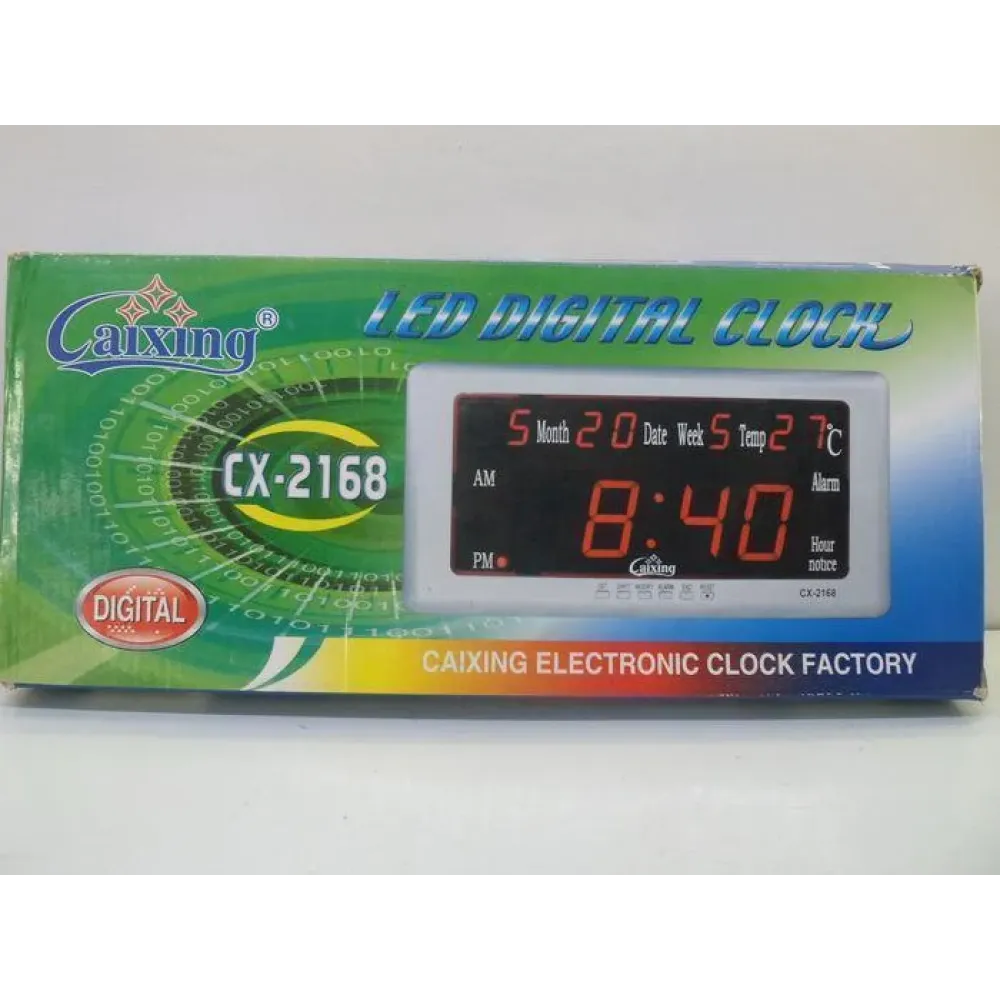 Caixing®
LED DIGITAL CLOCK
CX-2168
5 Month 20 Date Week 5 Temp 27°C
AM
Alarm
8:40
PM
Hour
notice
Caixing
CX-2168
DIGITAL
CAIXING ELECTRONIC CLOCK FACTORY